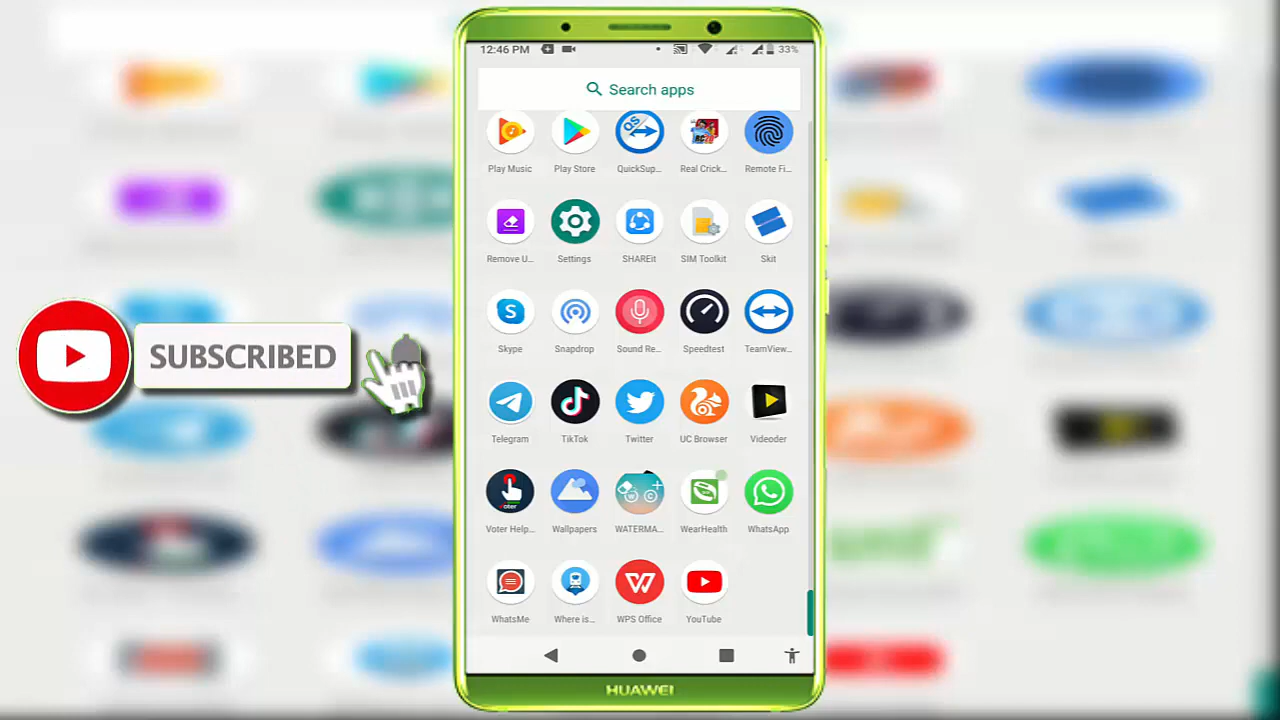 12:46 PM 33%
Search apps
Play Music Play Store QuickSup... Real Crick... Remote Fi...
Remove U... Settings SHAREit SIM Toolkit Skit
Skype Snapdrop Sound Re... Speedtest TeamView...
SUBSCRIBED
Telegram TikTok Twitter UC Browser Videoder
Voter Help... Wallpapers WATERMA... WearHealth WhatsApp
WhatsMe Where is... WPS Office YouTube
HUAWEI